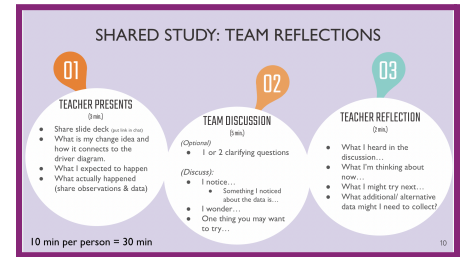 SHARED STUDY: TEAM REFLECTIONS
01
TEACHER PRESENTS
(3 min.)
● Share slide deck (put link in chat)
● What is my change idea and
how it connects to the
driver diagram.
● What I expected to happen
● What actually happened
(share observations & data)
02
TEAM DISCUSSION
(5 min.)
(Optional)
● 1 or 2 clarifying questions
(Discuss):
● I notice…
● Something I noticed
about the data is…
● I wonder…
● One thing you may want
to try…
03
TEACHER REFLECTION
(2 min.)
● What I heard in the
discussion…
● What I'm thinking about
now…
● What I might try next…
● What additional/ alternative
data might I need to collect?
10 min per person = 30 min
10